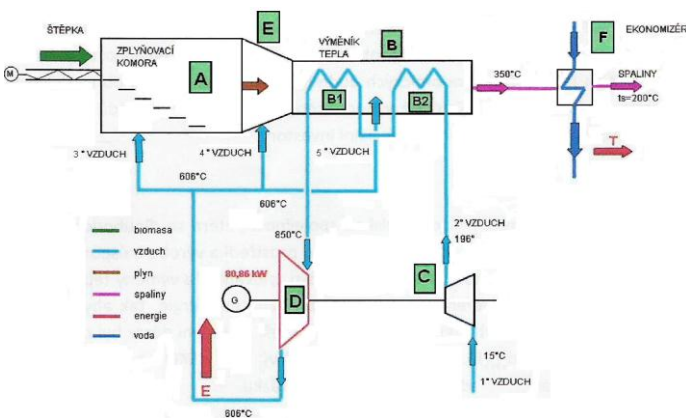 ŠTĚPKA
M
ZPLYŇOVACÍ
KOMORA
A
E
VÝMĚNÍK
TEPLA
B
B1
B2
350°C
F
EKONOMIZÉR
SPALINY
ts=200°C
T
3° VZDUCH
4° VZDUCH
5° VZDUCH
606°C
606°C
850°C
2° VZDUCH
196°
biomasa
vzduch
plyn
spaliny
energie
voda
80,86 kW
G
D
C
E
15°C
1° VZDUCH
606°C